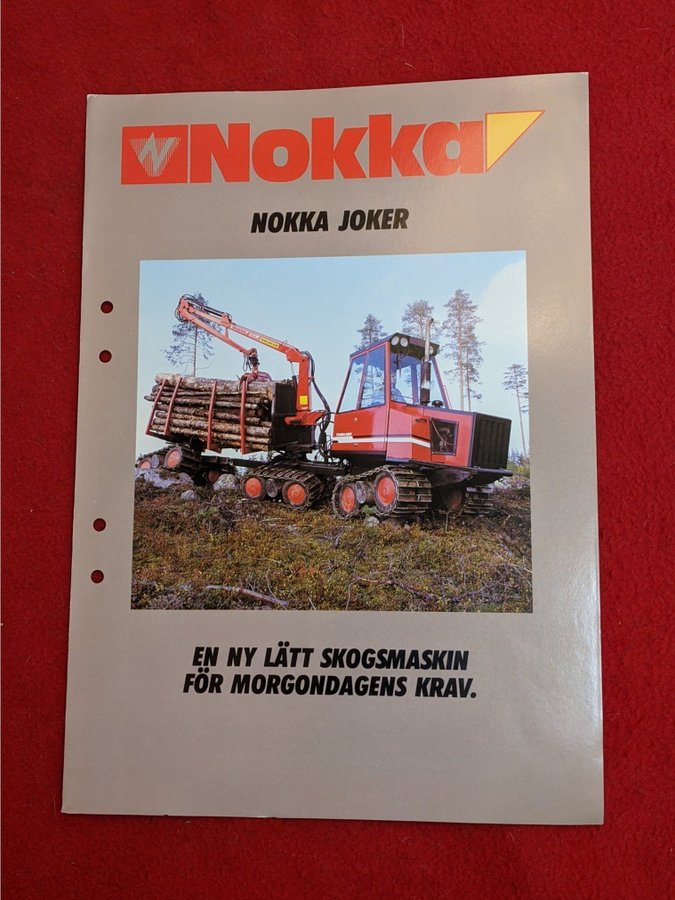 Nokka
NOKKA JOKER
EN NY LÄTT SKOGSMASKIN
FÖR MORGONDAGENS KRAV.